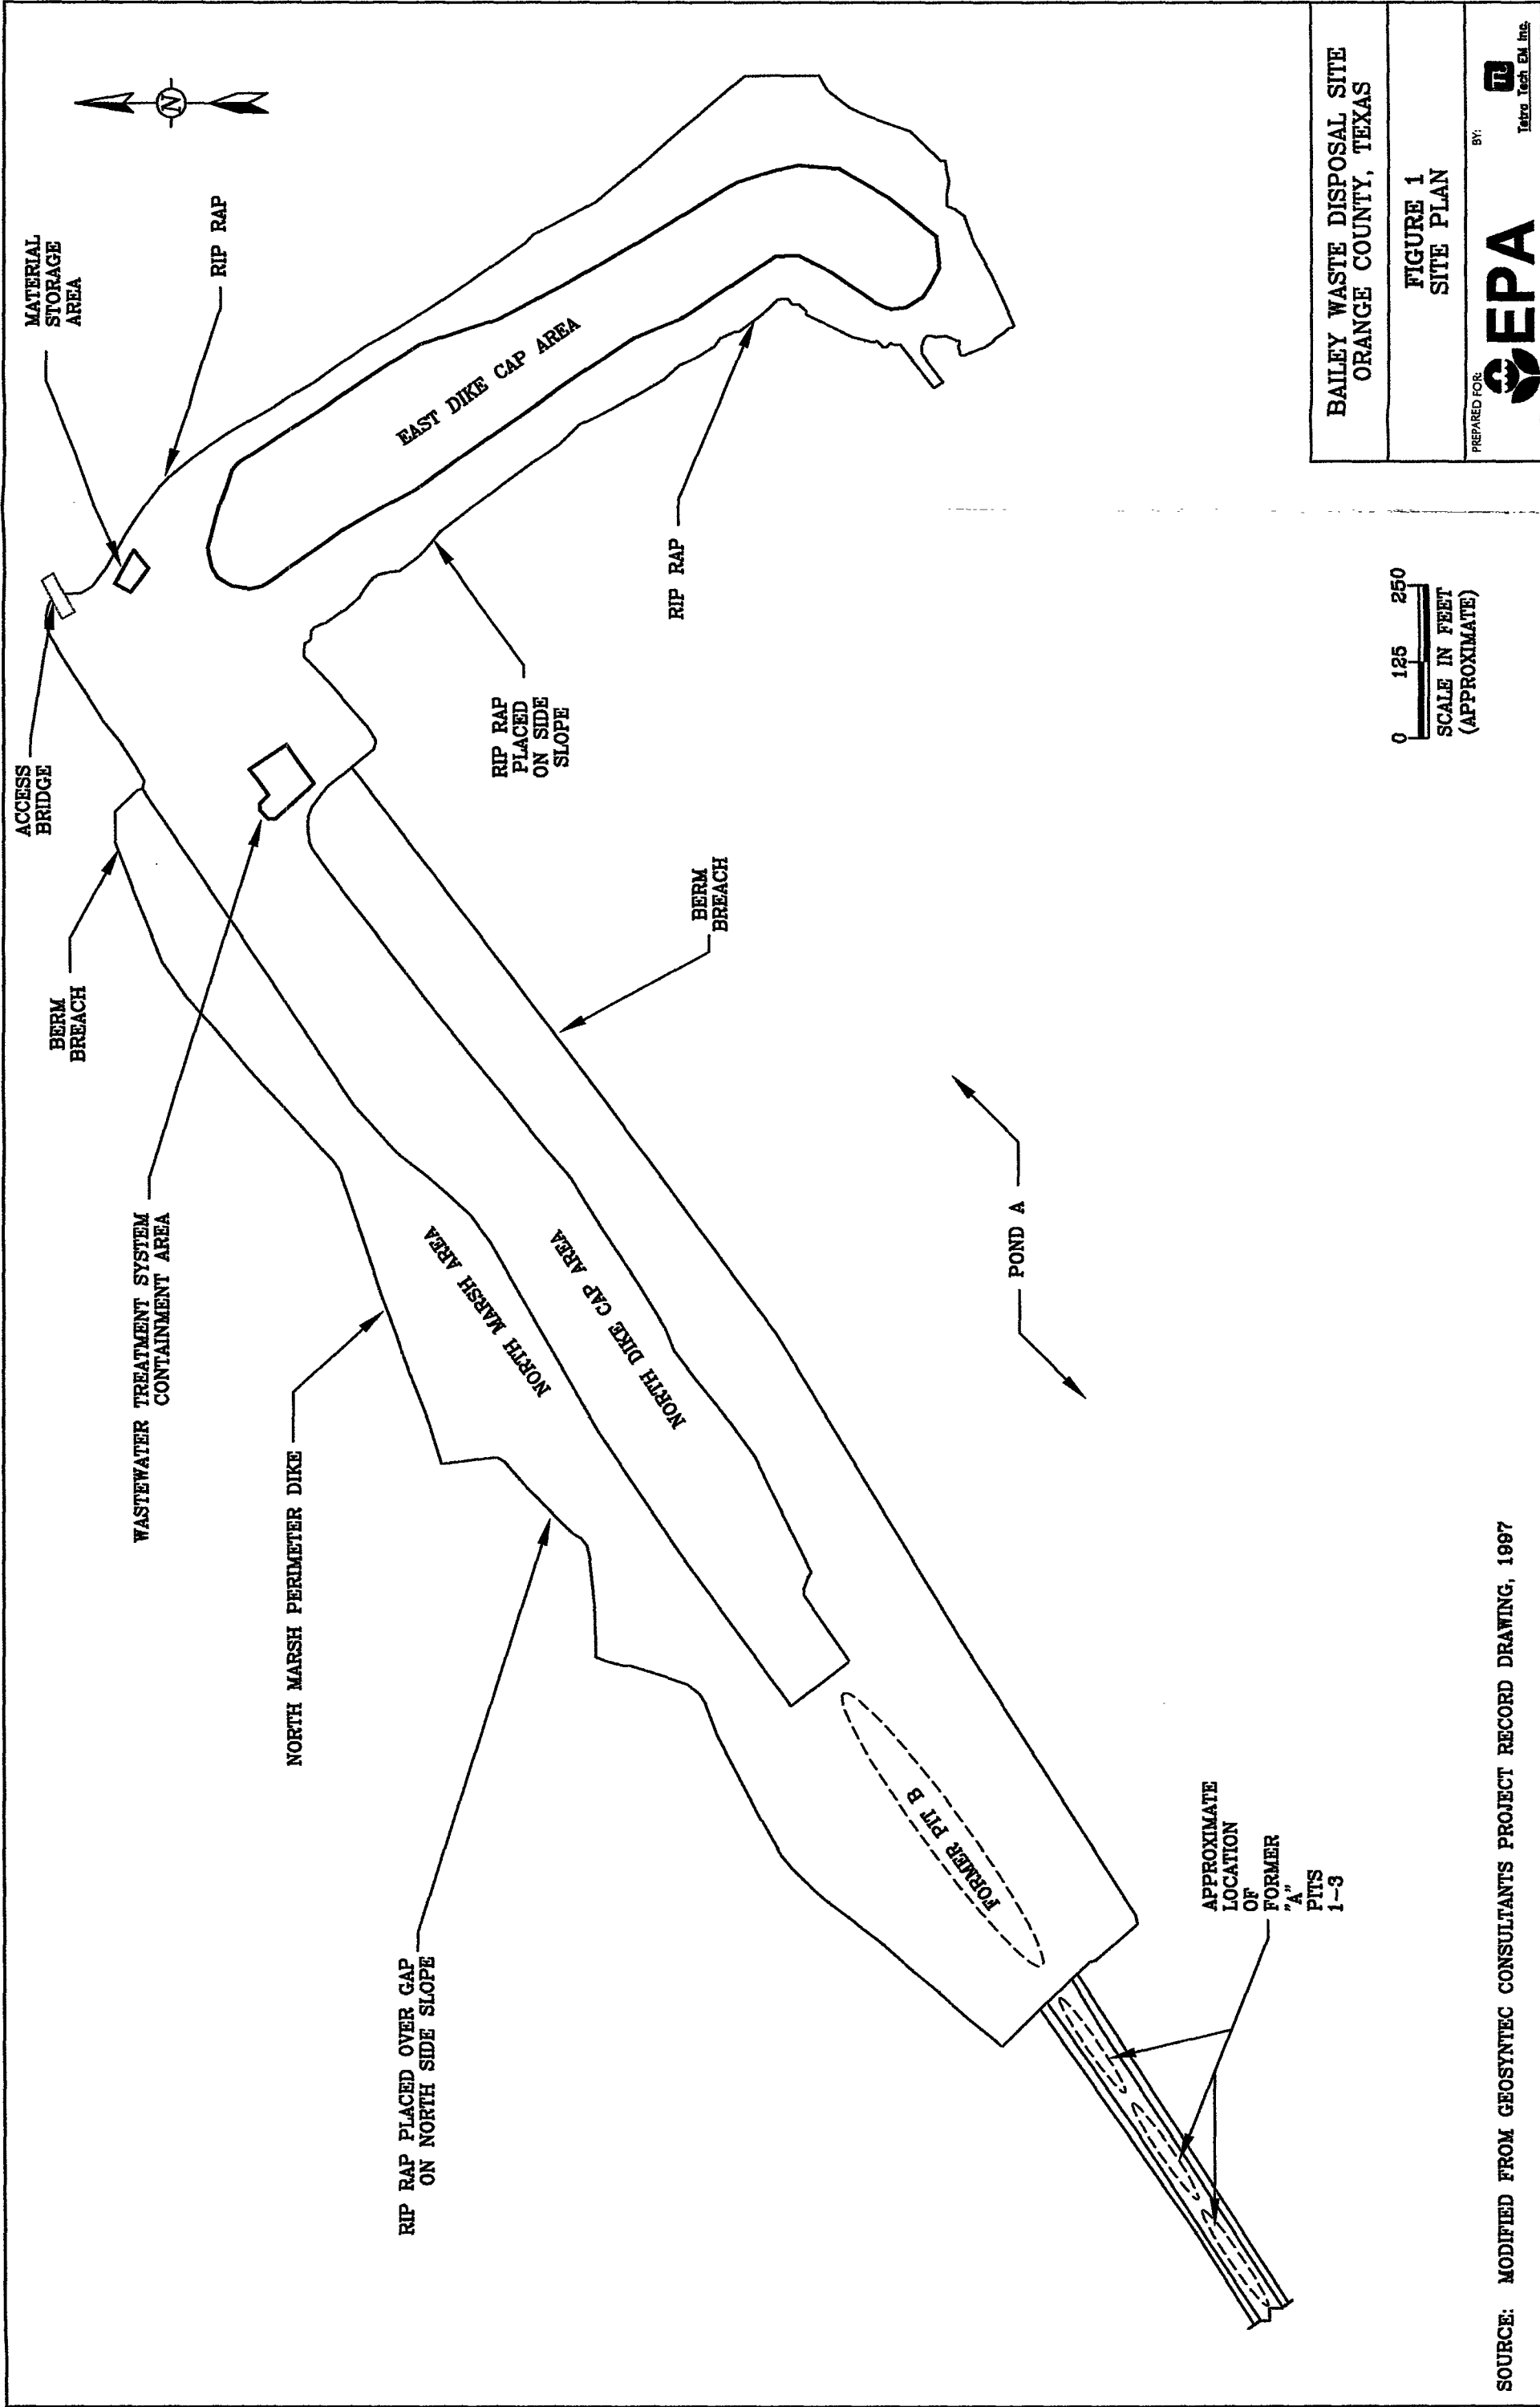 MATERIAL
STORAGE
AREA
RIP RAP
N
ACCESS
BRIDGE
BERM
BREACH
WASTEWATER TREATMENT SYSTEM
CONTAINMENT AREA
NORTH MARSH PERIMETER DIKE
RIP RAP PLACED OVER GAP
ON NORTH SIDE SLOPE
EAST DIKE CAP AREA
RIP RAP
RIP RAP
PLACED
ON SIDE
SLOPE
BERM
BREACH
NORTH MARSH AREA
NORTH DIKE CAP AREA
POND A
FORMER PIT B
APPROXIMATE
LOCATION
OF
FORMER
"A"
PITS
1-3
0 125 250
SCALE IN FEET
(APPROXIMATE)
SOURCE: MODIFIED FROM GEOSYNTEC CONSULTANTS PROJECT RECORD DRAWING, 1997
BAILEY WASTE DISPOSAL SITE
ORANGE COUNTY, TEXAS
FIGURE 1
SITE PLAN
PREPARED FOR:
EPA
BY:
Tetra Tech EM Inc.